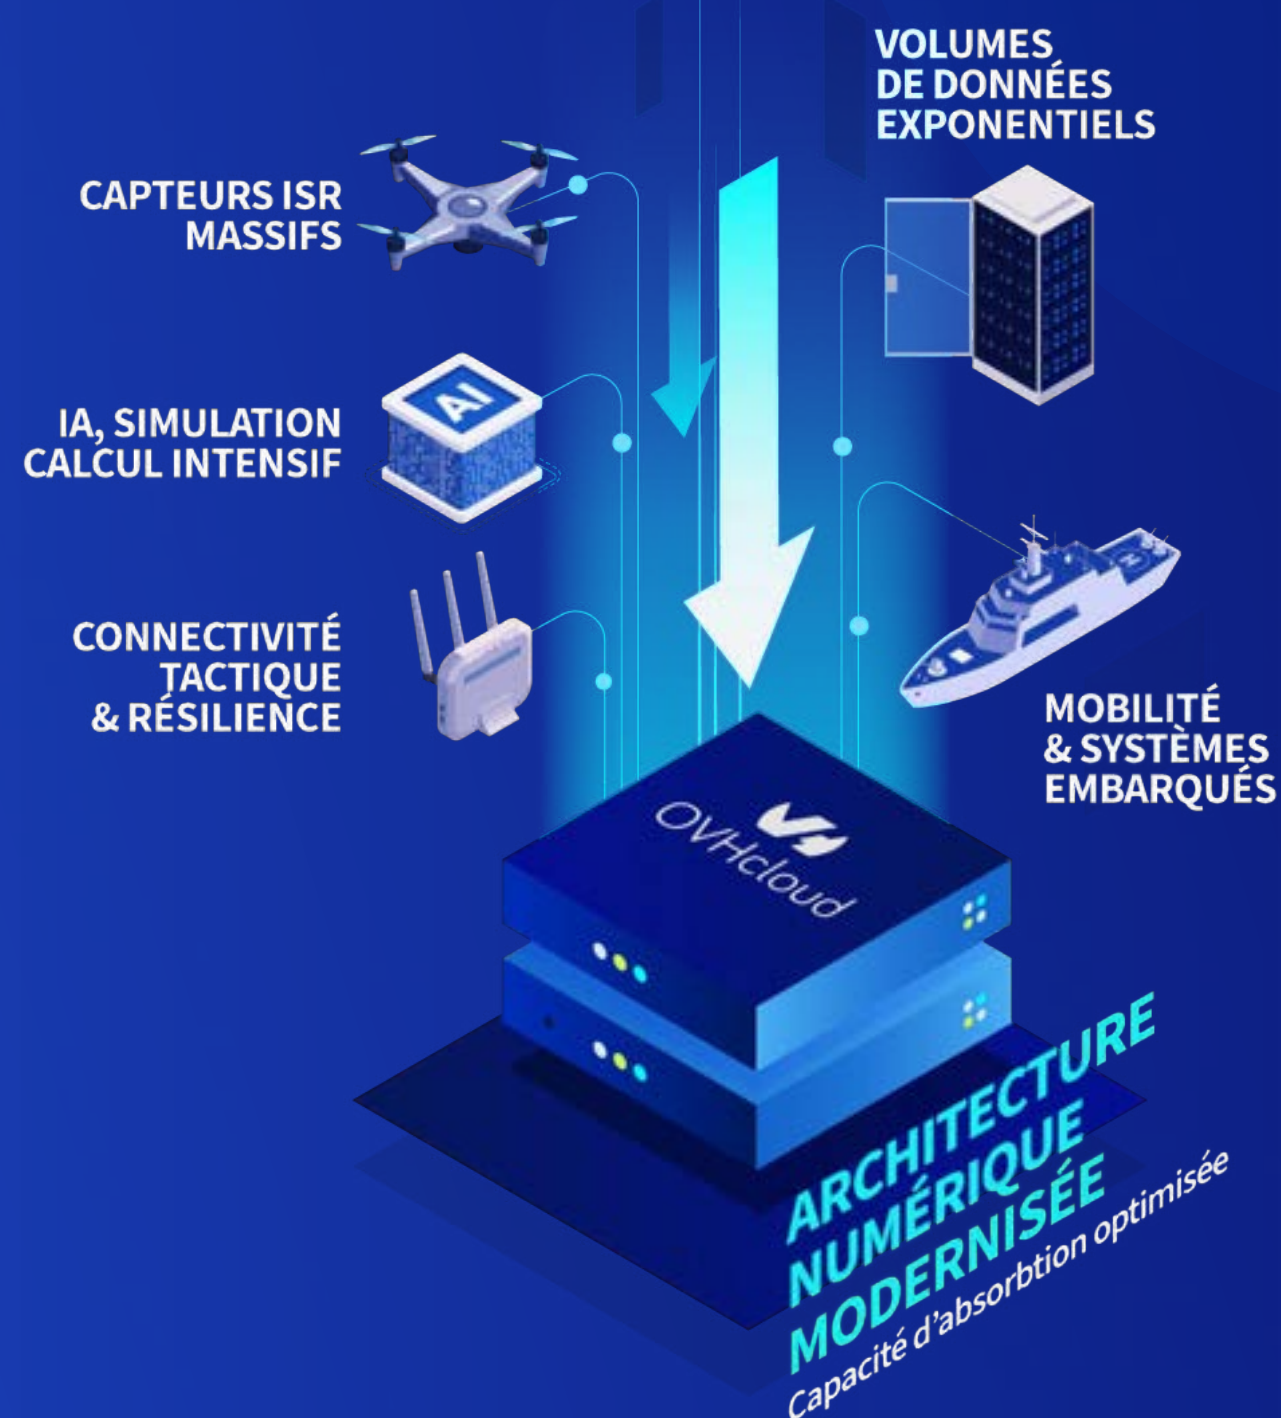 VOLUMES
DE DONNÉES
EXPONENTIELS
CAPTEURS ISR
MASSIFS
AI
IA, SIMULATION
CALCUL INTENSIF
CONNECTIVITÉ
TACTIQUE
& RÉSILIENCE
H
MOBILITÉ
& SYSTÈMES
EMBARQUÉS
OVHcloud
ARCHITECTURE
NUMÉRIQUE
MODERNISÉE
Capacité d'absorbtion optimisée